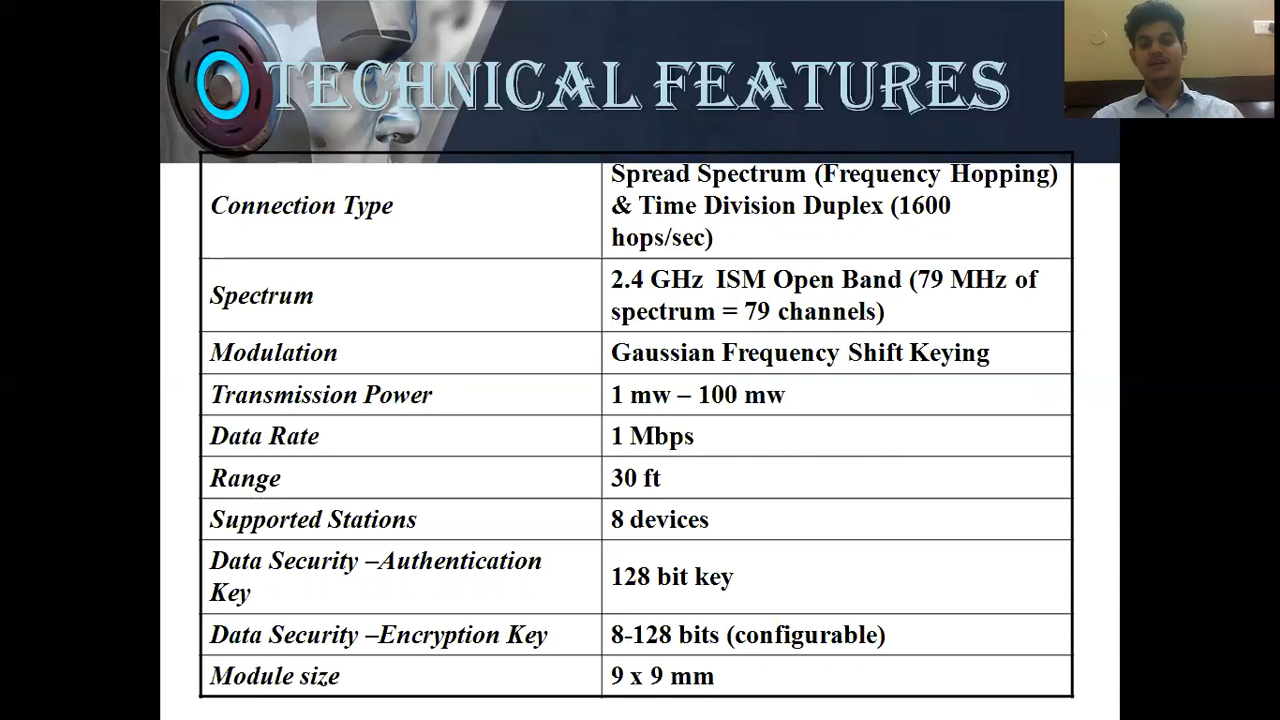 TECHNICAL FEATURES
Connection Type
Spread Spectrum (Frequency Hopping)
& Time Division Duplex (1600
hops/sec)
Spectrum
2.4 GHz ISM Open Band (79 MHz of
spectrum = 79 channels)
Modulation
Gaussian Frequency Shift Keying
Transmission Power
1 mw – 100 mw
Data Rate
1 Mbps
Range
30 ft
Supported Stations
8 devices
Data Security –Authentication
Key
128 bit key
Data Security –Encryption Key
8-128 bits (configurable)
Module size
9 x 9 mm